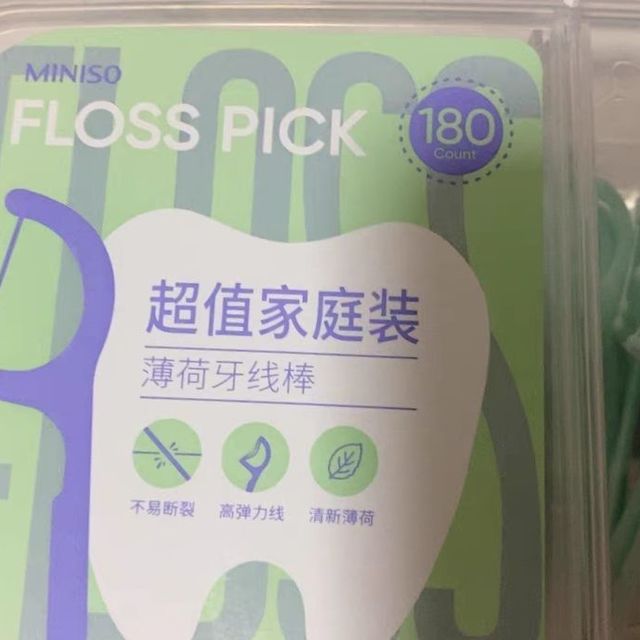 MINISO
FLOSS PICK
180
Count
超值家庭装
薄荷牙线棒
不易断裂 高弹力线 清新薄荷